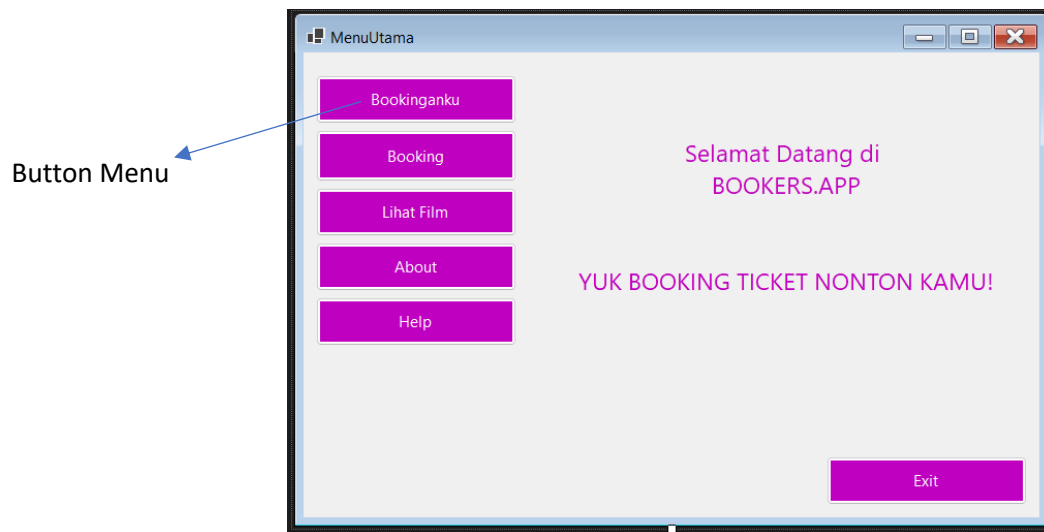 MenuUtama
Bookinganku
Button Menu
Booking
Lihat Film
About
Help
Selamat Datang di
BOOKERS.APP
YUK BOOKING TICKET NONTON KAMU!
Exit